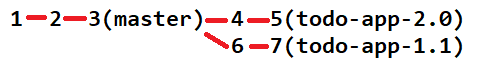 1 2 3(master) 4 5(todo-app-2.0)
6 7(todo-app-1.1)